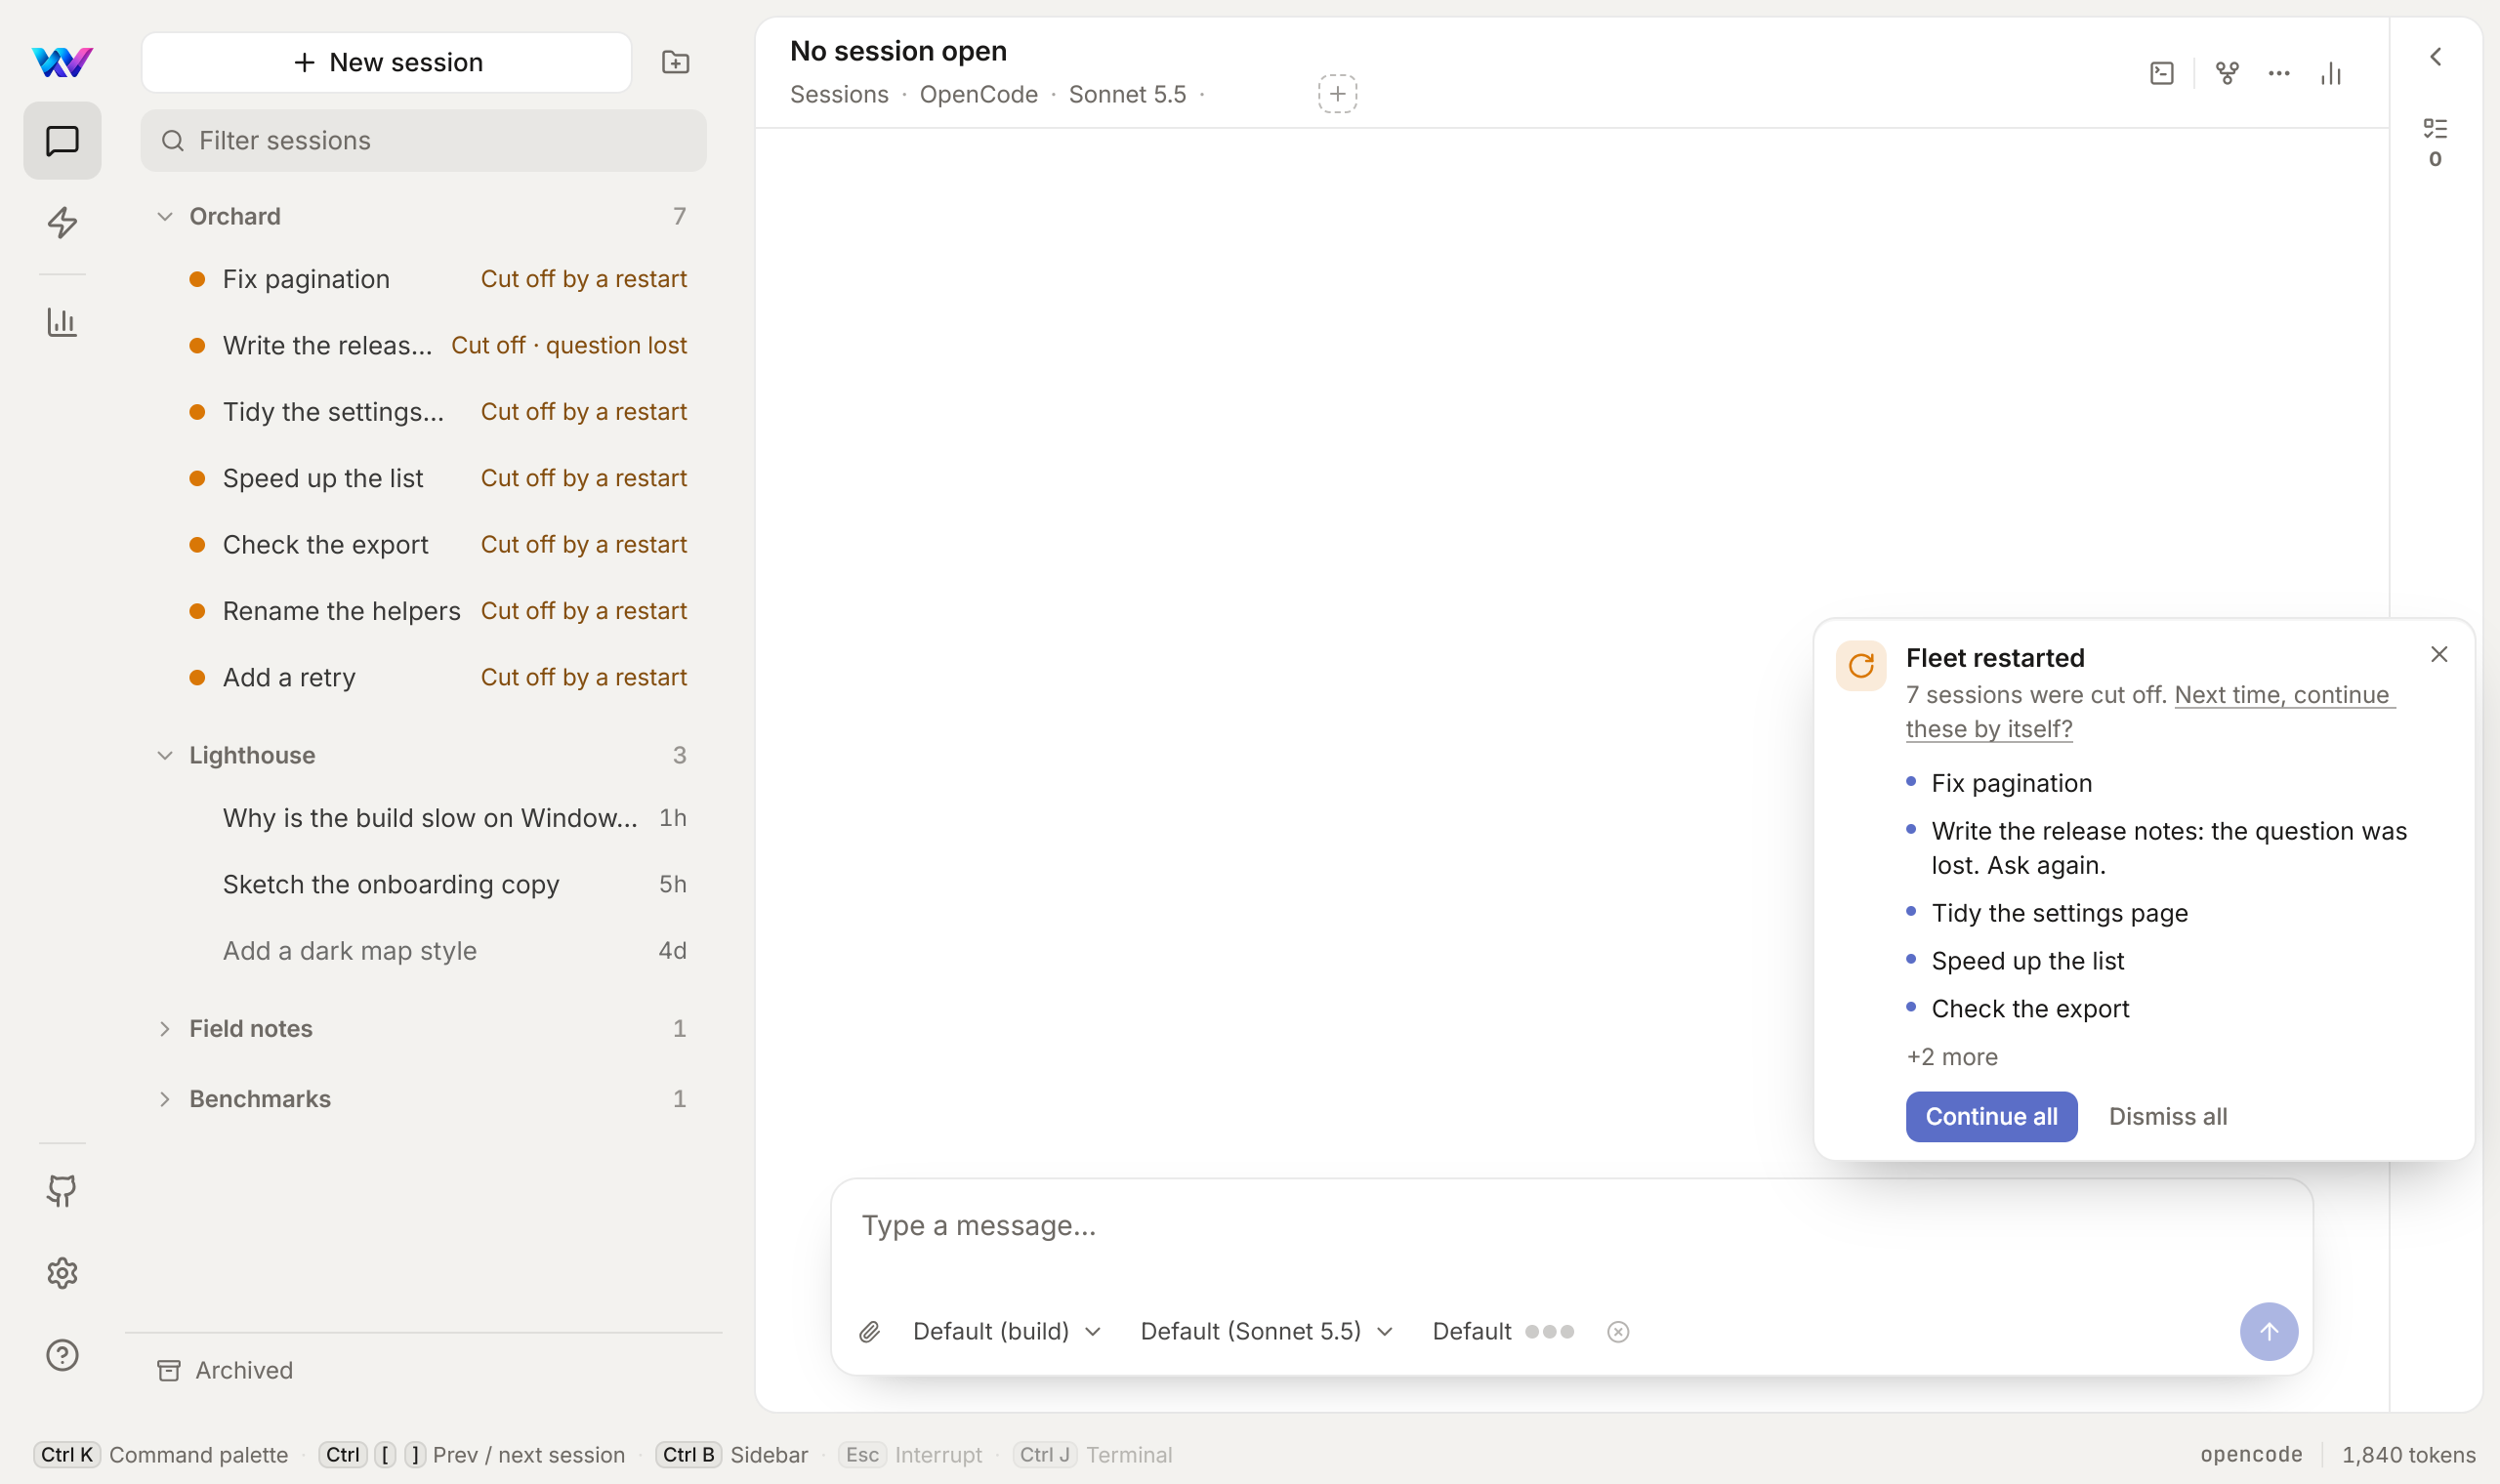 New session
Filter sessions
Orchard 7
Fix pagination Cut off by a restart
Write the releas... Cut off · question lost
Tidy the settings... Cut off by a restart
Speed up the list Cut off by a restart
Check the export Cut off by a restart
Rename the helpers Cut off by a restart
Add a retry Cut off by a restart
Lighthouse 3
Why is the build slow on Window... 1h
Sketch the onboarding copy 5h
Add a dark map style 4d
Field notes 1
Benchmarks 1
Archived
No session open
Sessions · OpenCode · Sonnet 5.5 ·
0
Fleet restarted
7 sessions were cut off. Next time, continue
these by itself?
Fix pagination
Write the release notes: the question was
lost. Ask again.
Tidy the settings page
Speed up the list
Check the export
+2 more
Continue all Dismiss all
Type a message...
Default (build) Default (Sonnet 5.5) Default
Ctrl K Command palette · Ctrl [ ] Prev / next session · Ctrl B Sidebar · Esc Interrupt · Ctrl J Terminal
opencode 1,840 tokens